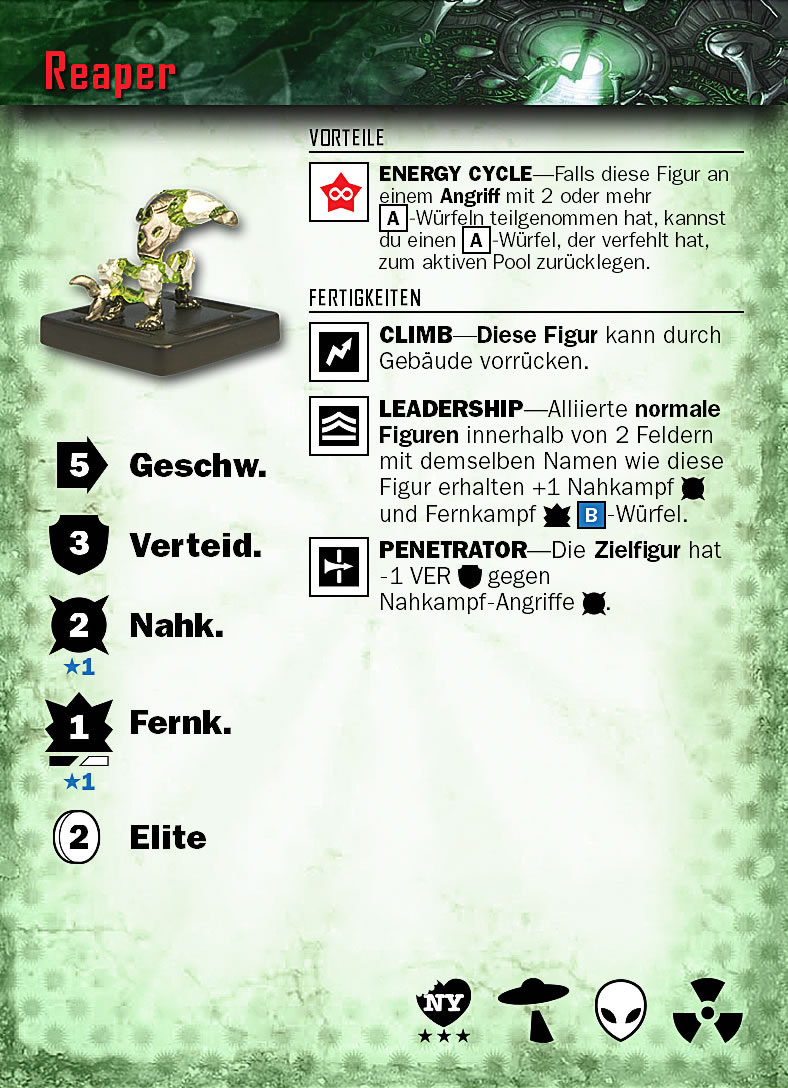 Reaper
VORTEILE
ENERGY CYCLE—Falls diese Figur an
einem Angriff mit 2 oder mehr
A-Würfeln teilgenommen hat, kannst
du einen A-Würfel, der verfehlt hat,
zum aktiven Pool zurücklegen.
FERTIGKEITEN
CLIMB—Diese Figur kann durch
Gebäude vorrücken.
LEADERSHIP—Alliierte normale
Figuren innerhalb von 2 Feldern
mit demselben Namen wie diese
Figur erhalten +1 Nahkampf
und Fernkampf B-Würfel.
PENETRATOR—Die Zielfigur hat
-1 VER gegen
Nahkampf-Angriffe .
5 Geschw.
3 Verteid.
2 Nahk.
★1
1 Fernk.
★1
2 Elite
NY
★★★